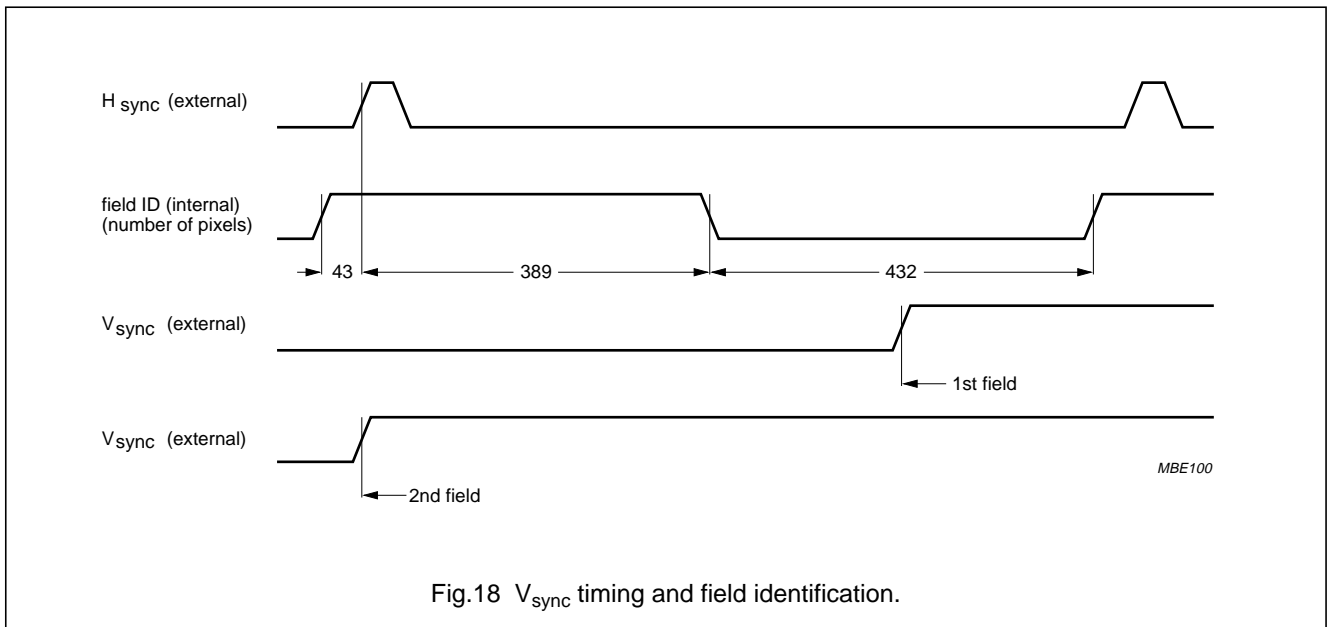 H sync (external)
field ID (internal)
(number of pixels)
43
389
432
Vsync (external)
1st field
Vsync (external)
MBE100
2nd field
Fig.18 Vsync timing and field identification.